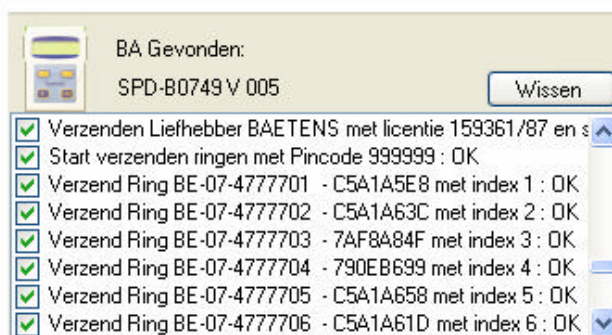 BA Gevonden:
SPD-B0749 V 005
Wissen
Verzenden Liefhebber BAETENS met licentie 159361/87 en s
Start verzenden ringen met Pincode 999999 : OK
Verzend Ring BE-07-4777701 - C5A1A5E8 met index 1 : OK
Verzend Ring BE-07-4777702 - C5A1A63C met index 2 : OK
Verzend Ring BE-07-4777703 - 7AF8A84F met index 3 : OK
Verzend Ring BE-07-4777704 - 790EB699 met index 4 : OK
Verzend Ring BE-07-4777705 - C5A1A658 met index 5 : OK
Verzend Ring BE-07-4777706 - C5A1A61D met index 6 : OK